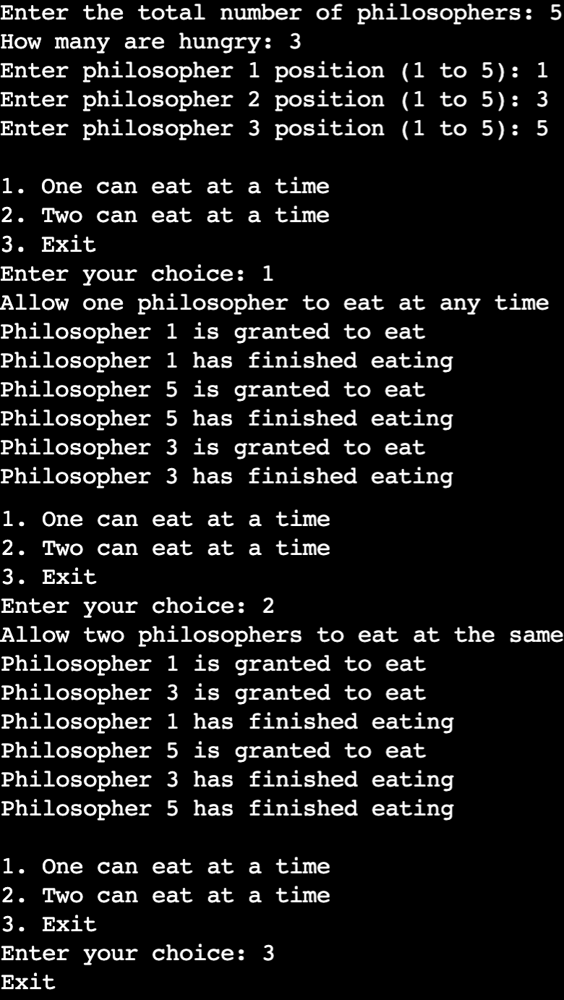 Enter the total number of philosophers: 5
How many are hungry: 3
Enter philosopher 1 position (1 to 5): 1
Enter philosopher 2 position (1 to 5): 3
Enter philosopher 3 position (1 to 5): 5
1. One can eat at a time
2. Two can eat at a time
3. Exit
Enter your choice: 1
Allow one philosopher to eat at any time
Philosopher 1 is granted to eat
Philosopher 1 has finished eating
Philosopher 5 is granted to eat
Philosopher 5 has finished eating
Philosopher 3 is granted to eat
Philosopher 3 has finished eating
1. One can eat at a time
2. Two can eat at a time
3. Exit
Enter your choice: 2
Allow two philosophers to eat at the same
Philosopher 1 is granted to eat
Philosopher 3 is granted to eat
Philosopher 1 has finished eating
Philosopher 5 is granted to eat
Philosopher 3 has finished eating
Philosopher 5 has finished eating
1. One can eat at a time
2. Two can eat at a time
3. Exit
Enter your choice: 3
Exit